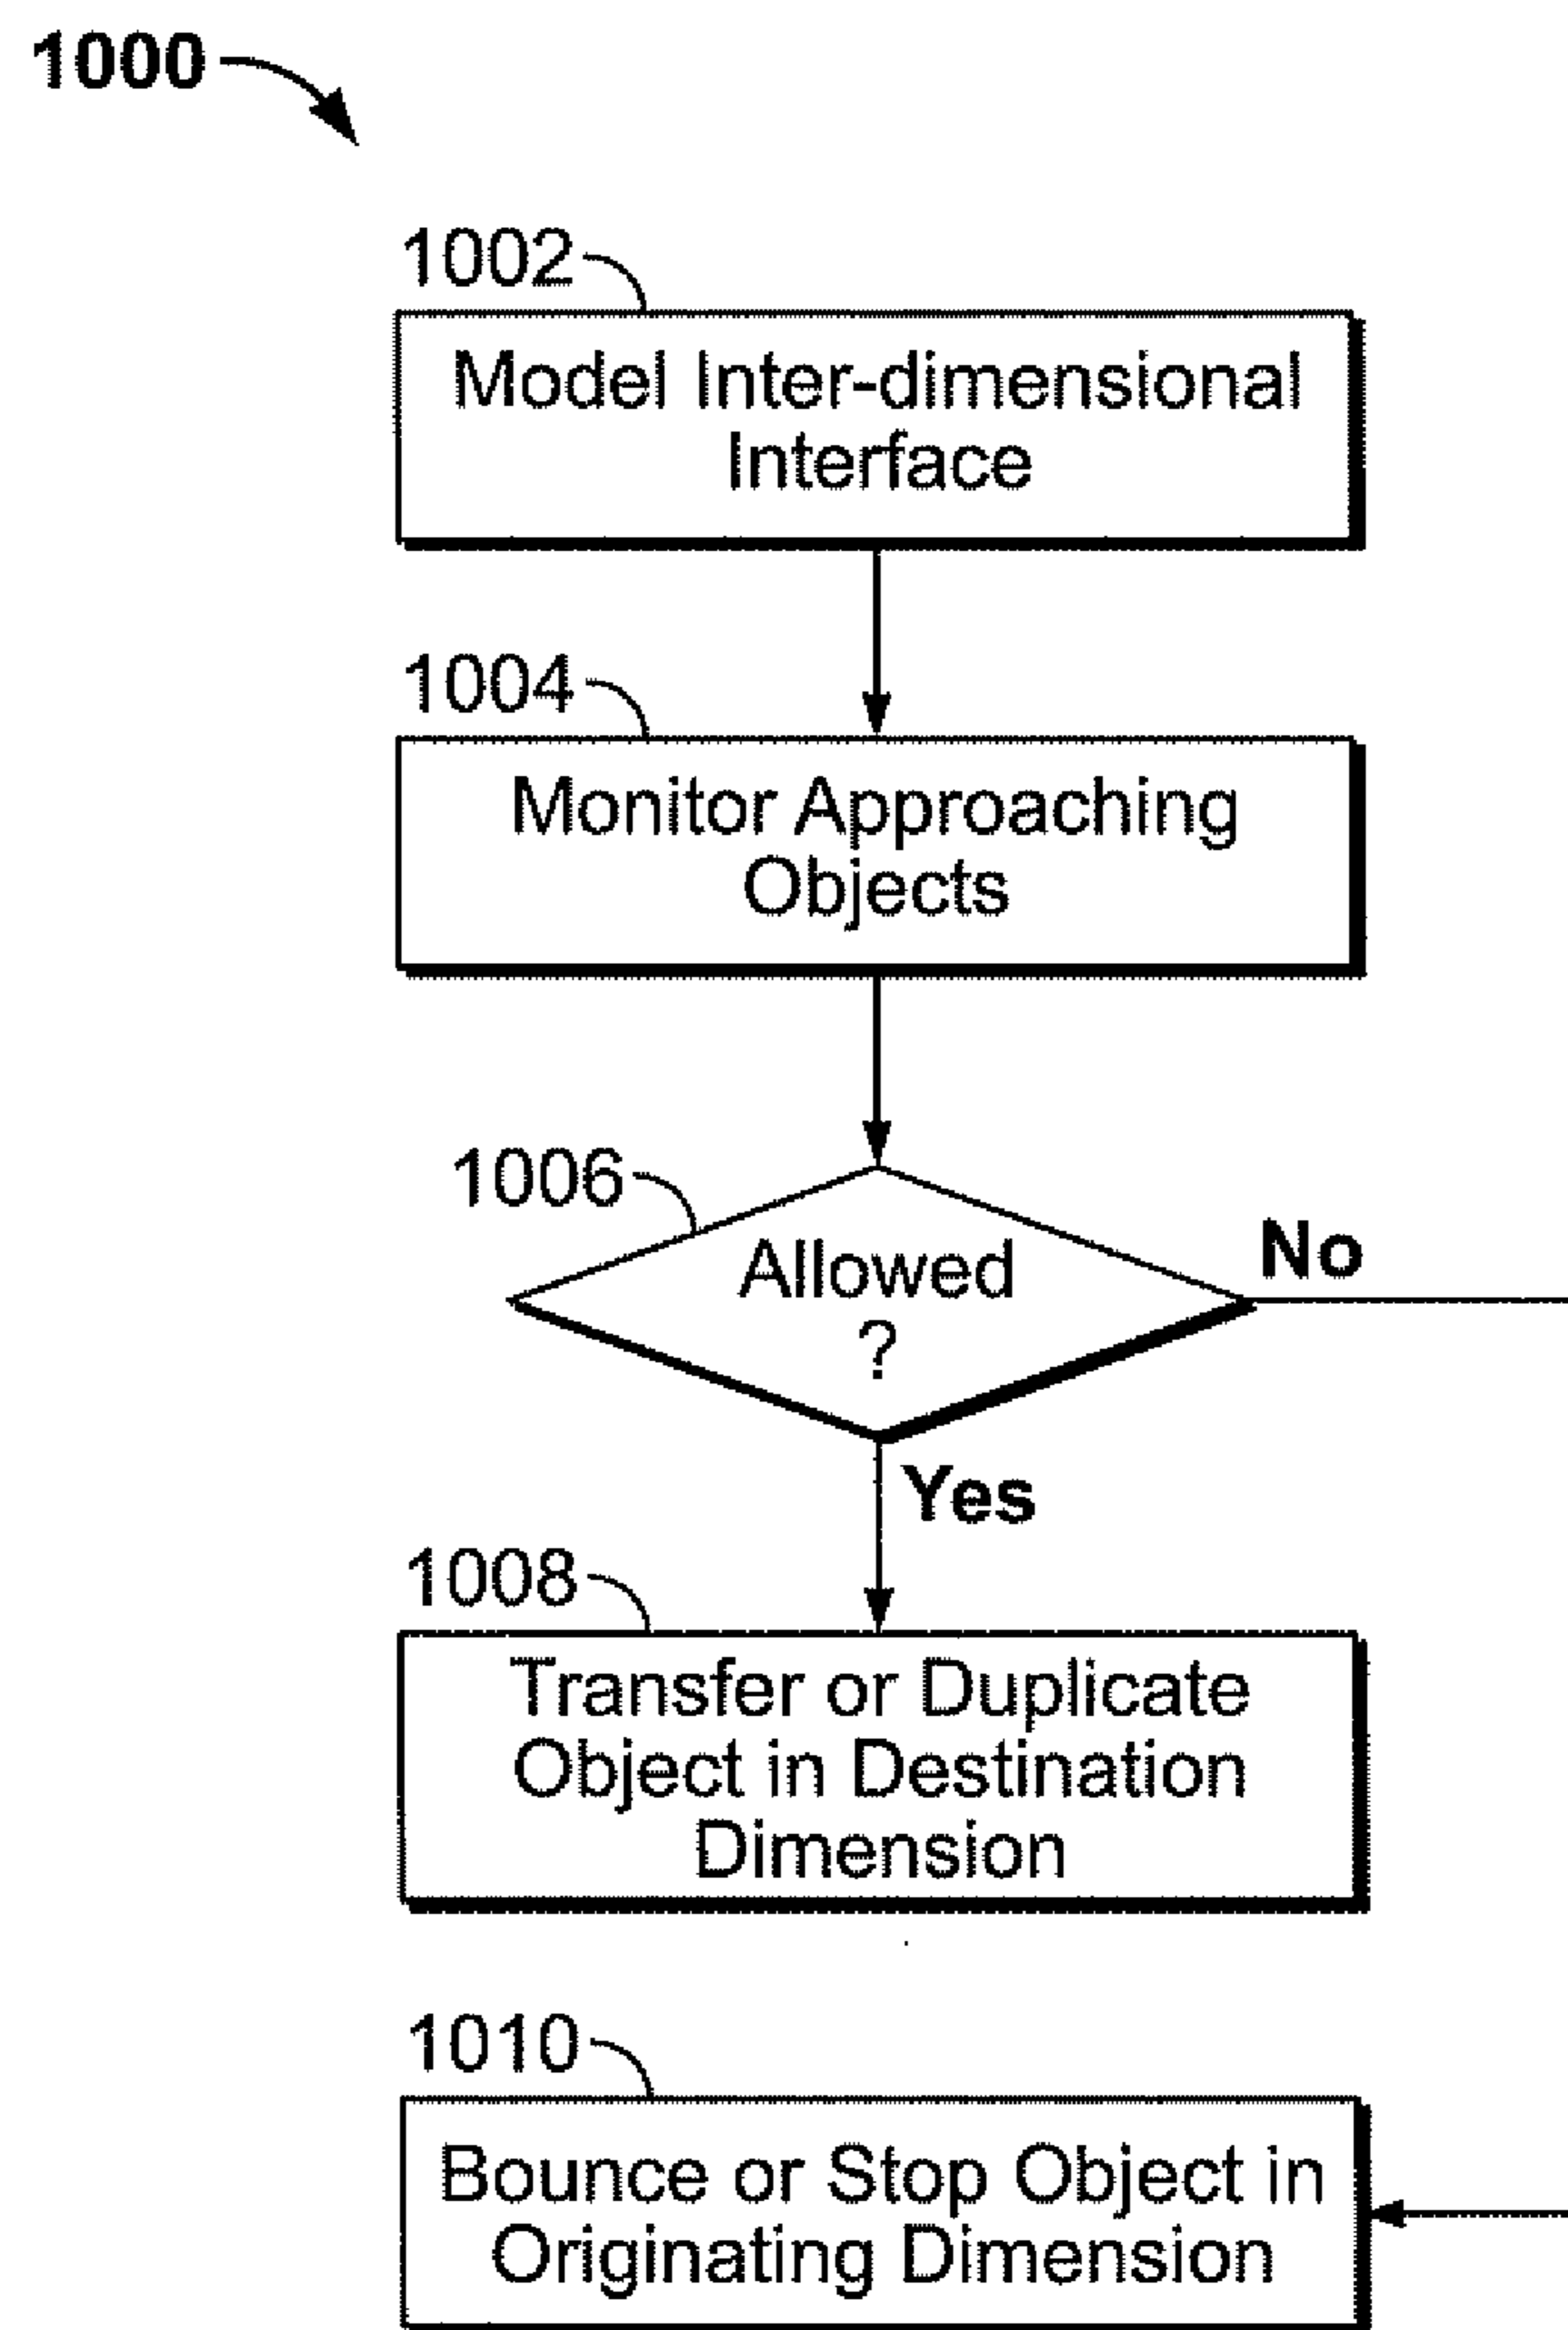 1000
1002
Model Inter-dimensional
Interface
1004
Monitor Approaching
Objects
1006
Allowed
?
No
Yes
1008
Transfer or Duplicate
Object in Destination
Dimension
1010
Bounce or Stop Object in
Originating Dimension